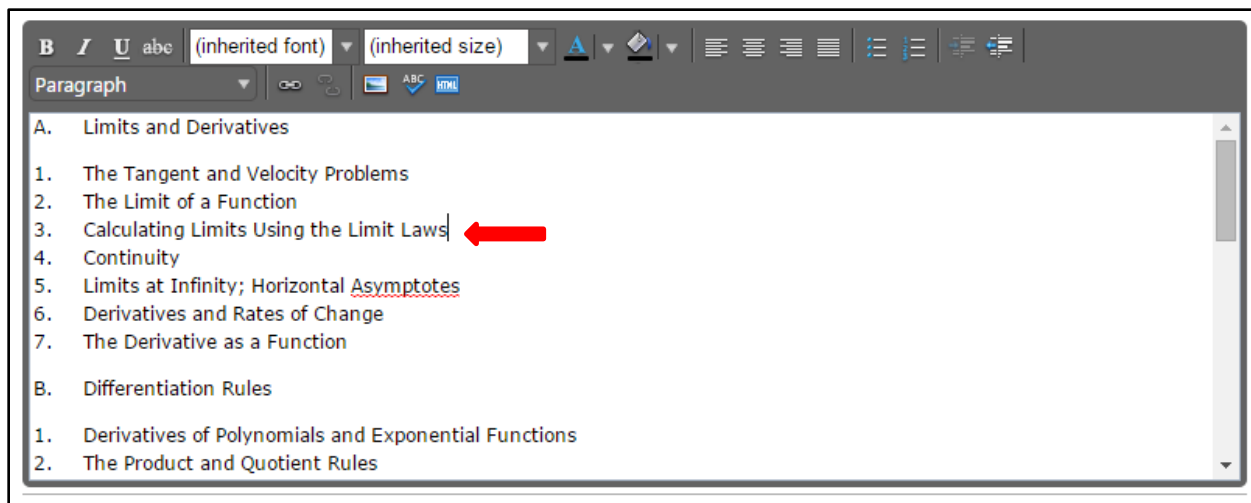 B I U abc (inherited font) (inherited size) A
Paragraph ABC HTML
A. Limits and Derivatives
1. The Tangent and Velocity Problems
2. The Limit of a Function
3. Calculating Limits Using the Limit Laws
4. Continuity
5. Limits at Infinity; Horizontal Asymptotes
6. Derivatives and Rates of Change
7. The Derivative as a Function
B. Differentiation Rules
1. Derivatives of Polynomials and Exponential Functions
2. The Product and Quotient Rules